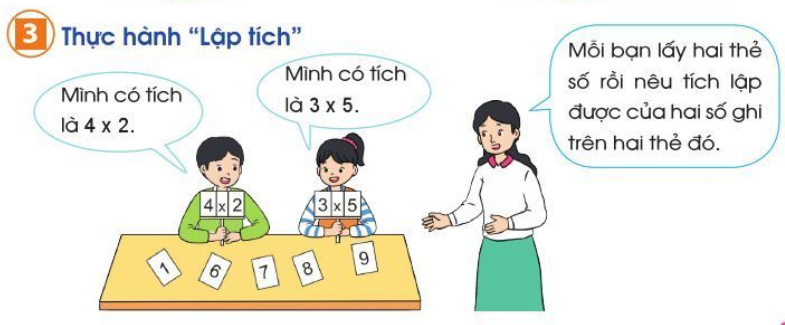 3 Thực hành “Lập tích”
Mình có tích
là 4 x 2.
Mình có tích
là 3 x 5.
Mỗi bạn lấy hai thẻ
số rồi nêu tích lập
được của hai số ghi
trên hai thẻ đó.
4 x 2
3 x 5
1 6 7 8 9